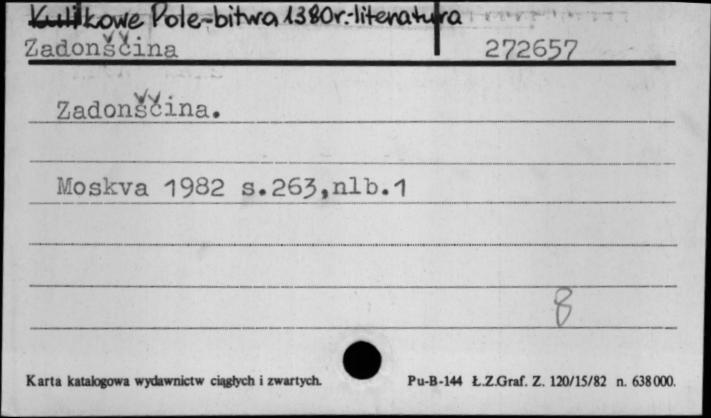 Kulikowe Pole-bitwa 1380r.-literatura
Zadonščina 272657
Zadonščina.
Moskva 1982 s.263,nlb.1
8
Karta katalogowa wydawnictw ciągłych i zwartych. Pu-B-144 Ł.Z.Graf. Z. 120/15/82 n. 638000.